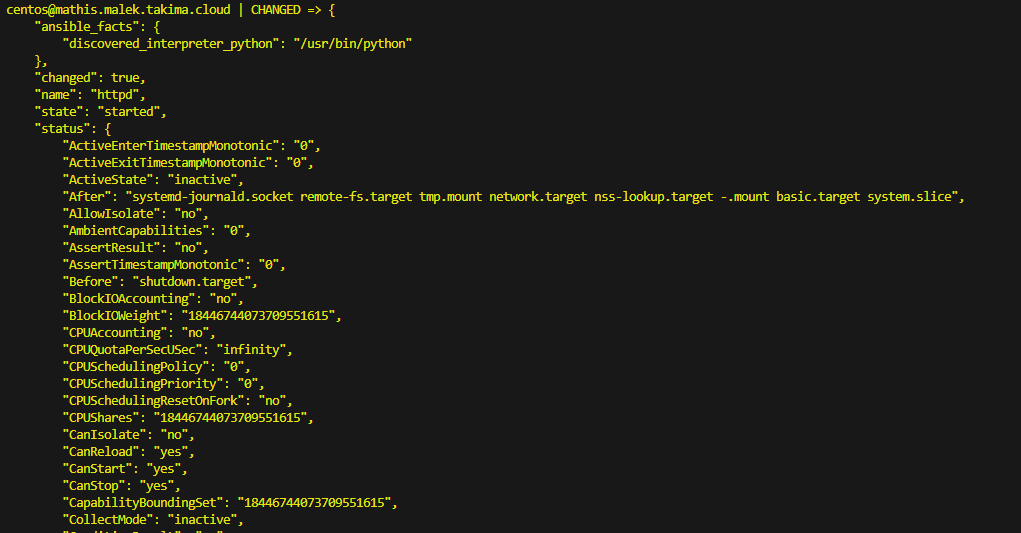 centos@mathis.malek.takima.cloud | CHANGED => {
    "ansible_facts": {
        "discovered_interpreter_python": "/usr/bin/python"
    },
    "changed": true,
    "name": "httpd",
    "state": "started",
    "status": {
        "ActiveEnterTimestampMonotonic": "0",
        "ActiveExitTimestampMonotonic": "0",
        "ActiveState": "inactive",
        "After": "systemd-journald.socket remote-fs.target tmp.mount network.target nss-lookup.target -.mount basic.target system.slice",
        "AllowIsolate": "no",
        "AmbientCapabilities": "0",
        "AssertResult": "no",
        "AssertTimestampMonotonic": "0",
        "Before": "shutdown.target",
        "BlockIOAccounting": "no",
        "BlockIOWeight": "18446744073709551615",
        "CPUAccounting": "no",
        "CPUQuotaPerSecUSec": "infinity",
        "CPUSchedulingPolicy": "0",
        "CPUSchedulingPriority": "0",
        "CPUSchedulingResetOnFork": "no",
        "CPUShares": "18446744073709551615",
        "CanIsolate": "no",
        "CanReload": "yes",
        "CanStart": "yes",
        "CanStop": "yes",
        "CapabilityBoundingSet": "18446744073709551615",
        "CollectMode": "inactive",